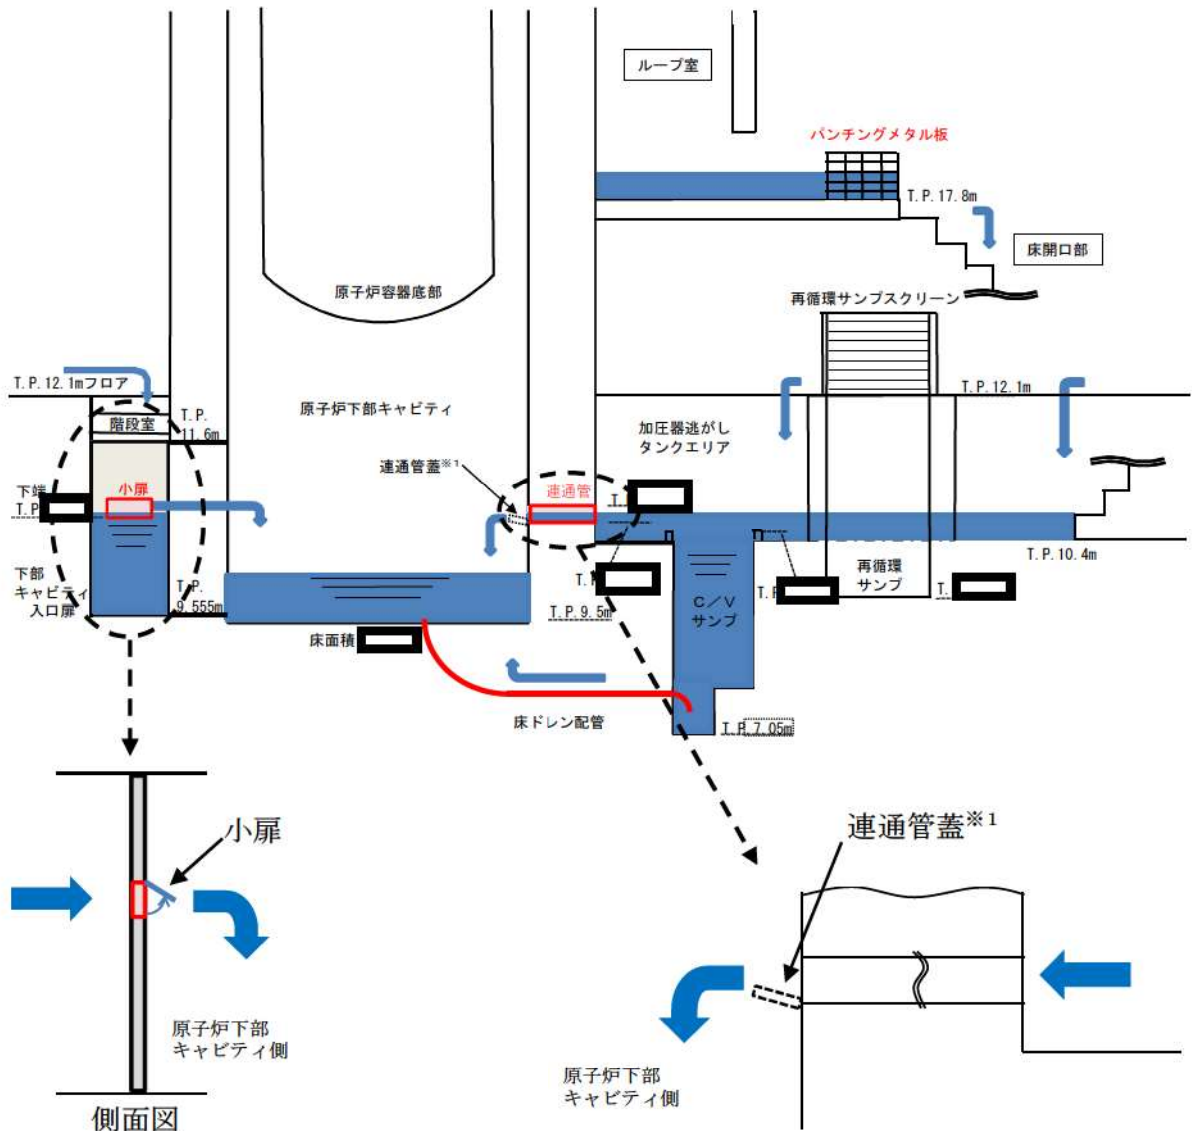 ループ室
パンチングメタル板
T.P.17.8m
床開口部
原子炉容器底部
再循環サンプスクリーン
T.P.12.1mフロア
T.P.12.1m
階段室
T.P.
11.6m
原子炉下部キャビティ
加圧器逃がし
タンクエリア
連通管蓋※1
連通管
下端
T.P
小扉
T.
下部
キャビティ
入口扉
T.P.
9.555m
T.P.10.4m
再循環
サンプ
T.
T.P
T.
T.P.9.5m
C/V
サンプ
床面積
床ドレン配管
T.P.7.05m
小扉
連通管蓋※1
原子炉下部
キャビティ側
原子炉下部
キャビティ側
側面図